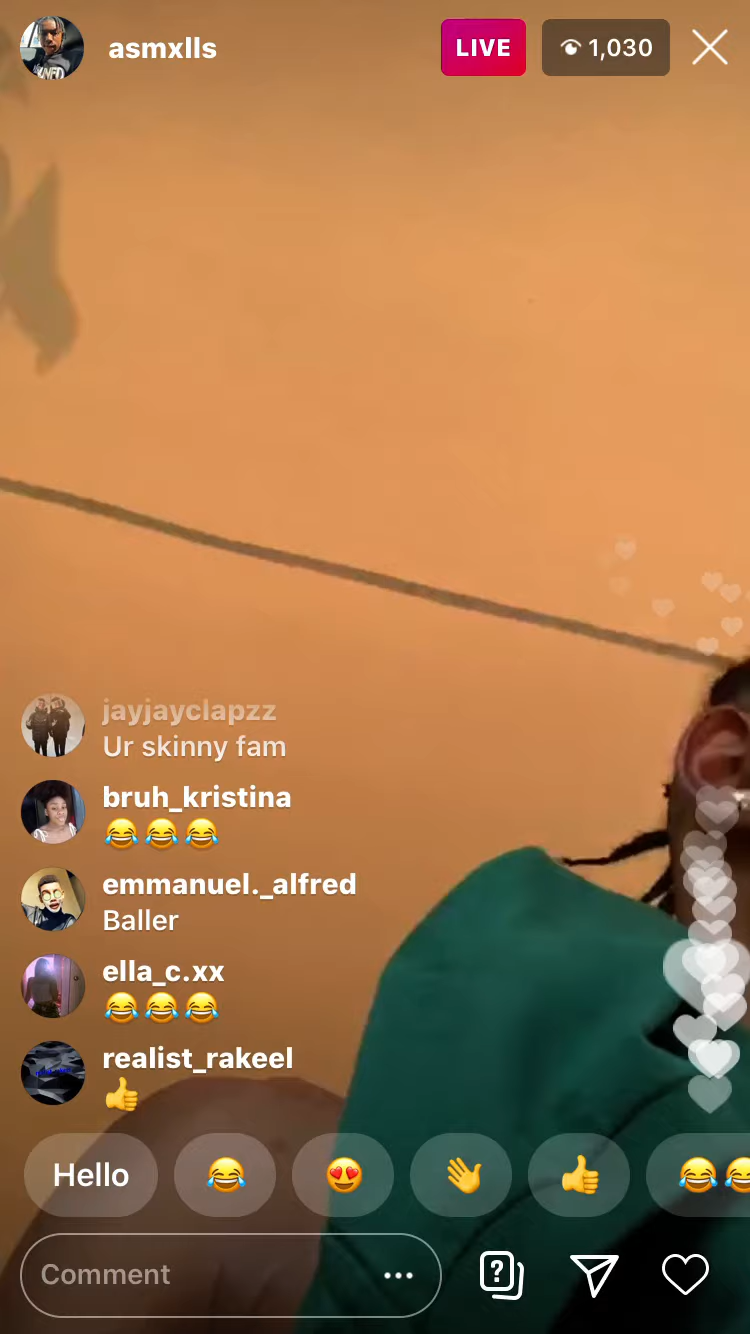 asmxlls
LIVE
1,030
jayjayclapzz
Ur skinny fam
bruh_kristina
😂😂😂
emmanuel._alfred
Baller
ella_c.xx
😂😂😂
realist_rakeel
👍
Hello 😂 😍 👋 👍 😂😂
Comment